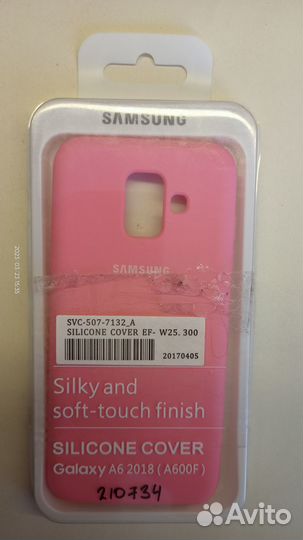 SAMSUNG
SAMSUNG
SVC-507-7132_A
SILICONE COVER EF- W25.300
20170405
Silky and
soft-touch finish
SILICONE COVER
Galaxy A6 2018 ( A600F )
210734
Avito